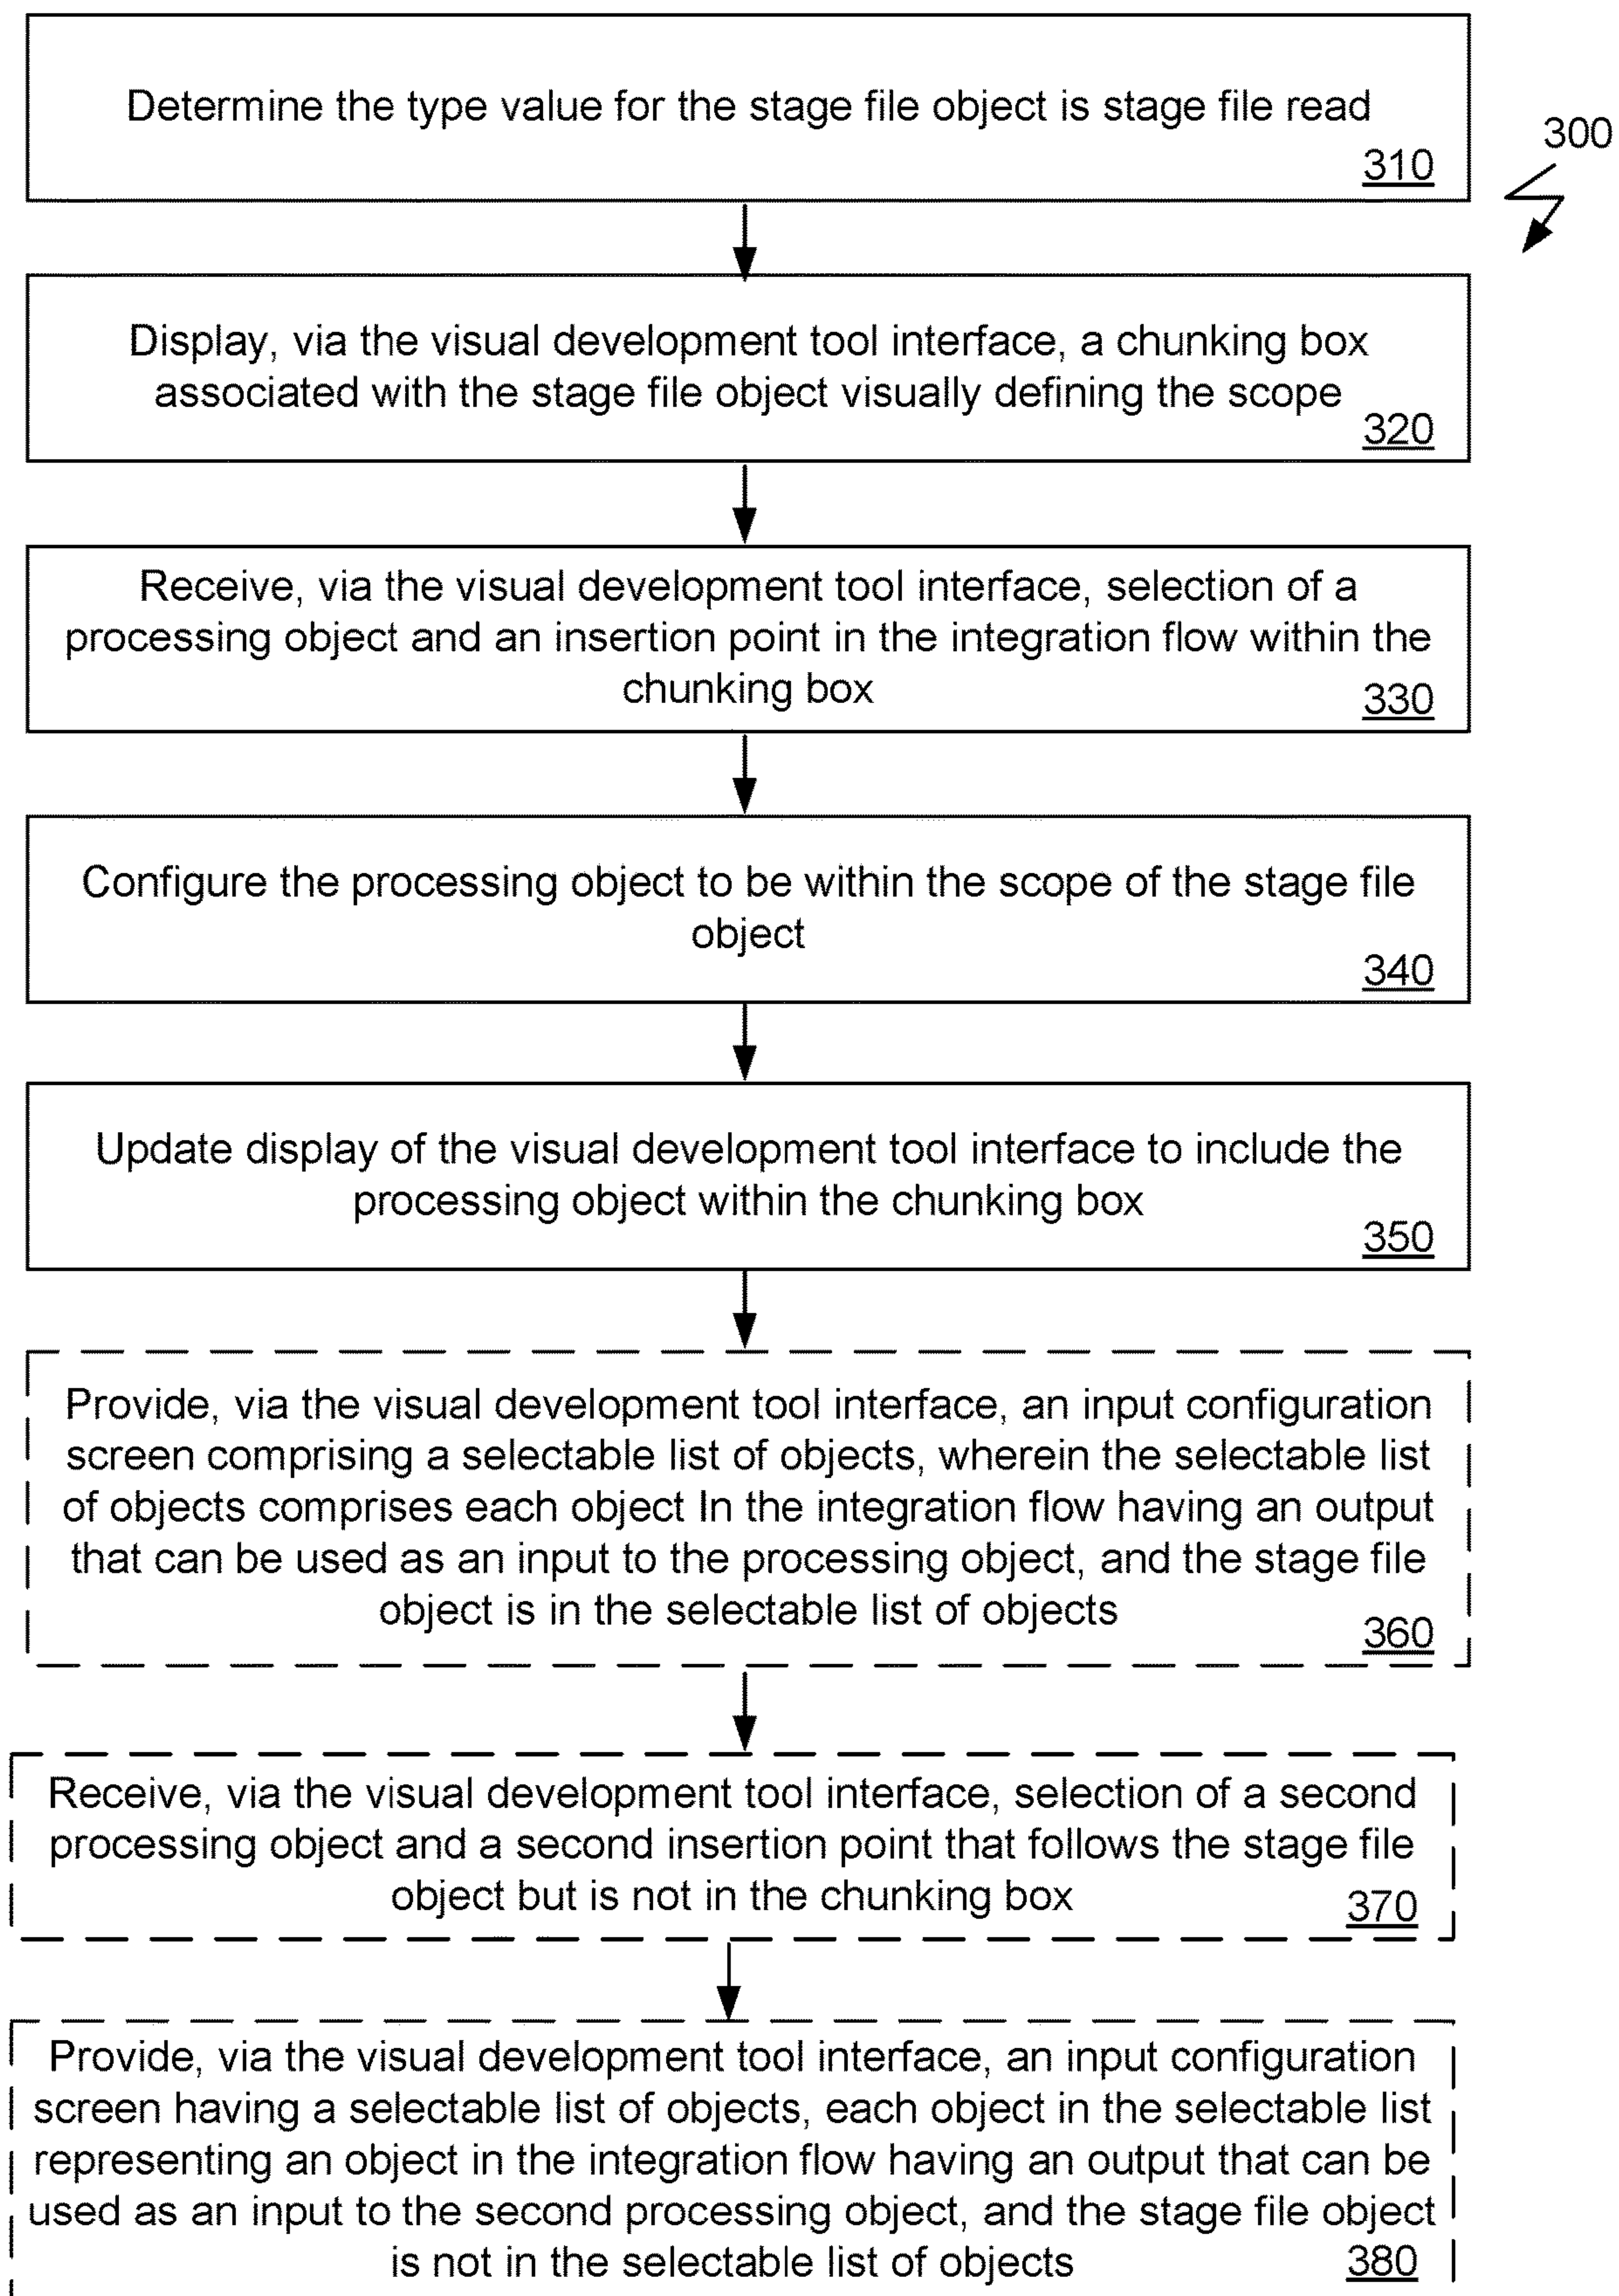 Determine the type value for the stage file object is stage file read
310
300
Display, via the visual development tool interface, a chunking box
associated with the stage file object visually defining the scope
320
Receive, via the visual development tool interface, selection of a
processing object and an insertion point in the integration flow within the
chunking box
330
Configure the processing object to be within the scope of the stage file
object
340
Update display of the visual development tool interface to include the
processing object within the chunking box
350
Provide, via the visual development tool interface, an input configuration
screen comprising a selectable list of objects, wherein the selectable list
of objects comprises each object In the integration flow having an output
that can be used as an input to the processing object, and the stage file
object is in the selectable list of objects
360
Receive, via the visual development tool interface, selection of a second
processing object and a second insertion point that follows the stage file
object but is not in the chunking box
370
Provide, via the visual development tool interface, an input configuration
screen having a selectable list of objects, each object in the selectable list
representing an object in the integration flow having an output that can be
used as an input to the second processing object, and the stage file object
is not in the selectable list of objects
380